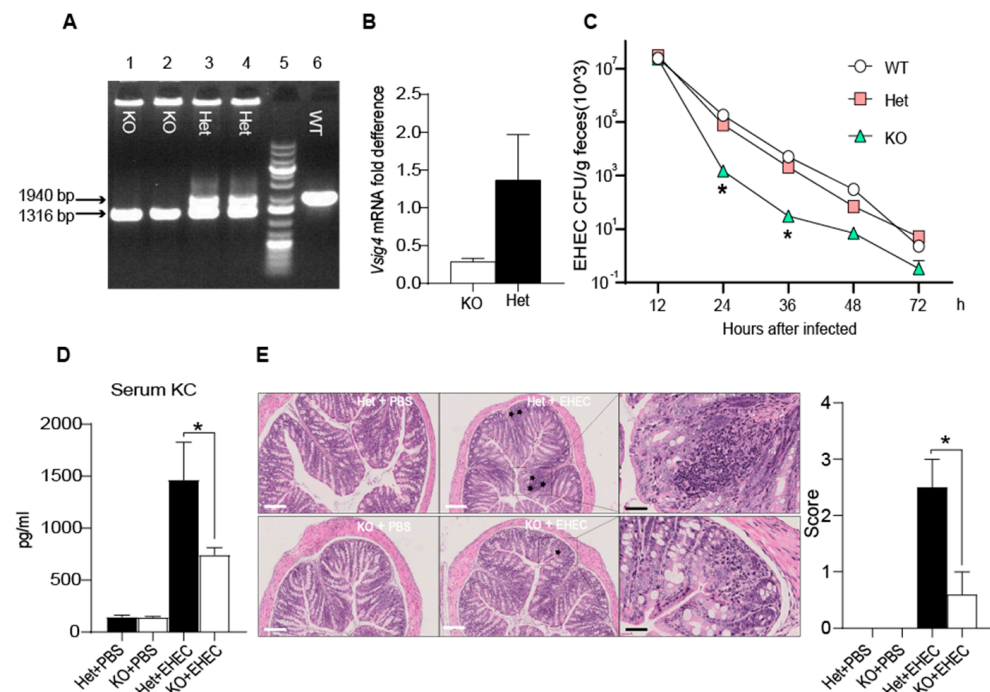 A
1 2 3 4 5 6
KO KO Het Het WT
1940 bp
1316 bp
B
Vsig4 mRNA fold defference
2.5
2.0
1.5
1.0
0.5
0.0
KO Het
C
EHEC CFU/g feces(10^3)
10^7
10^5
10^3
10^1
10^-1
12 24 36 48 72 h
Hours after infected
WT
Het
KO
*
*
D
Serum KC
pg/ml
2000
1500
1000
500
0
*
Het+PBS
KO+PBS
Het+EHEC
KO+EHEC
E
Het + PBS
Het + EHEC
KO + PBS
KO + EHEC
Score
4
3
2
1
0
*
Het+PBS
KO+PBS
Het+EHEC
KO+EHEC